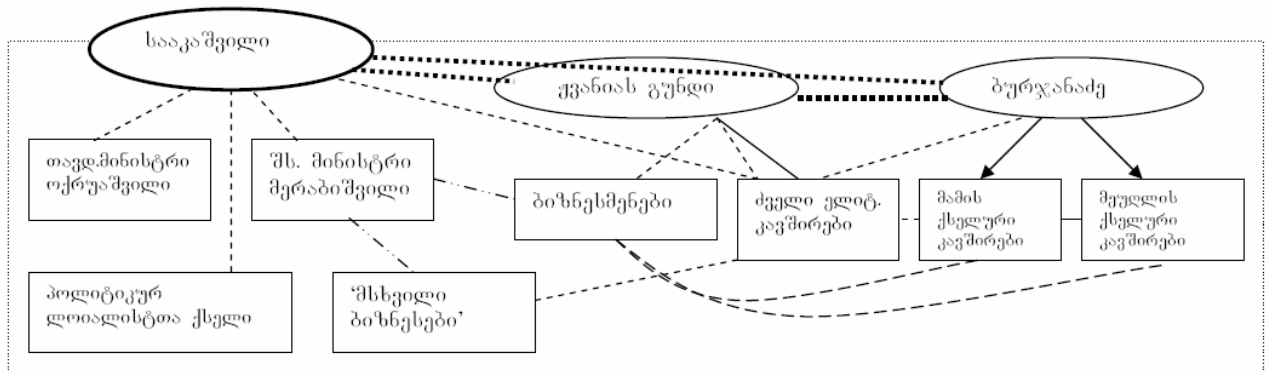 სააკაშვილი
ჟვანიას გუნდი
ბურჯანაძე
თავდ.მინისტრი
ოქრუაშვილი
შს. მინისტრი
მერაბიშვილი
ბიზნესმენები
ძველი ელიტ.
კავშირები
მამის
ქსელური
კავშირები
მეუღლის
ქსელური
კავშირები
პოლიტიკურ
ლოიალისტთა ქსელი
‘მსხვილი
ბიზნესები’